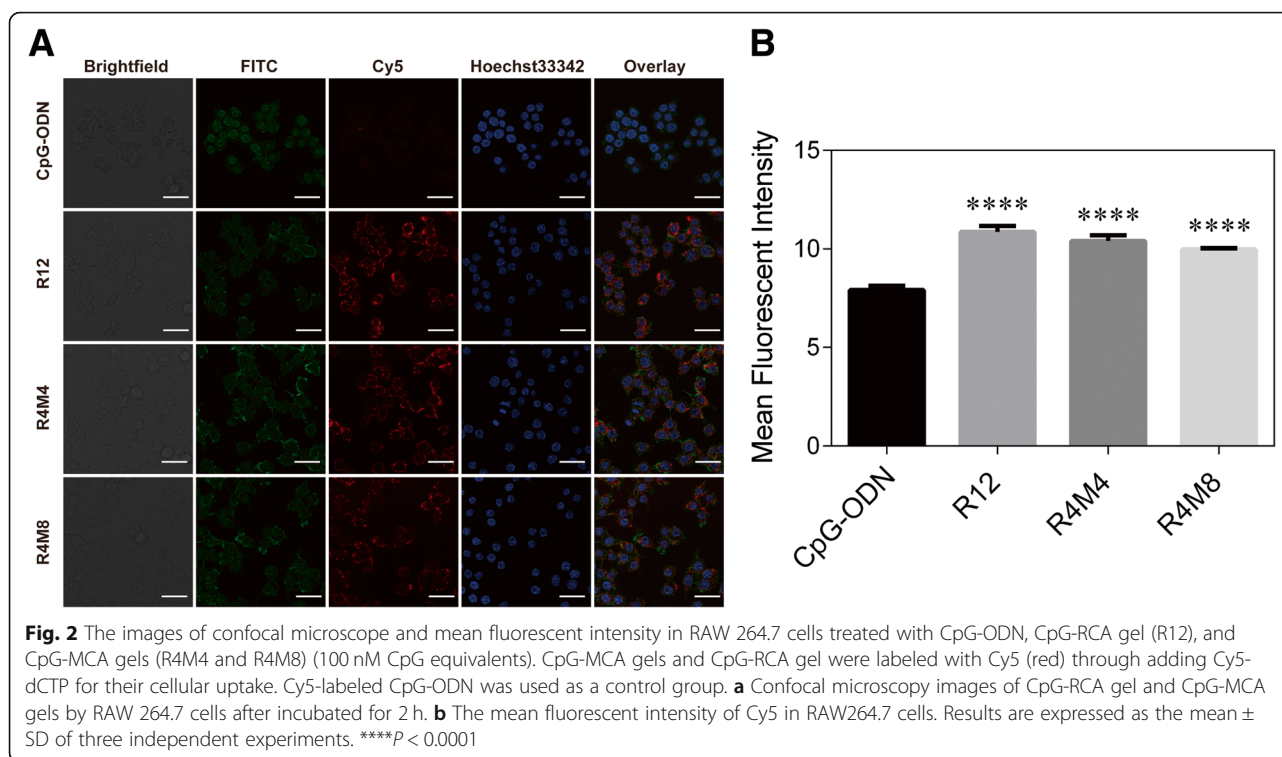 A
Brightfield FITC Cy5 Hoechst33342 Overlay
CpG-ODN
R12
R4M4
R4M8
B
Mean Fluorescent Intensity
15
10
5
0
****
****
****
CpG-ODN
R12
R4M4
R4M8
Fig. 2 The images of confocal microscope and mean fluorescent intensity in RAW 264.7 cells treated with CpG-ODN, CpG-RCA gel (R12), and
CpG-MCA gels (R4M4 and R4M8) (100 nM CpG equivalents). CpG-MCA gels and CpG-RCA gel were labeled with Cy5 (red) through adding Cy5-
dCTP for their cellular uptake. Cy5-labeled CpG-ODN was used as a control group. a Confocal microscopy images of CpG-RCA gel and CpG-MCA
gels by RAW 264.7 cells after incubated for 2 h. b The mean fluorescent intensity of Cy5 in RAW264.7 cells. Results are expressed as the mean ±
SD of three independent experiments. ****P < 0.0001